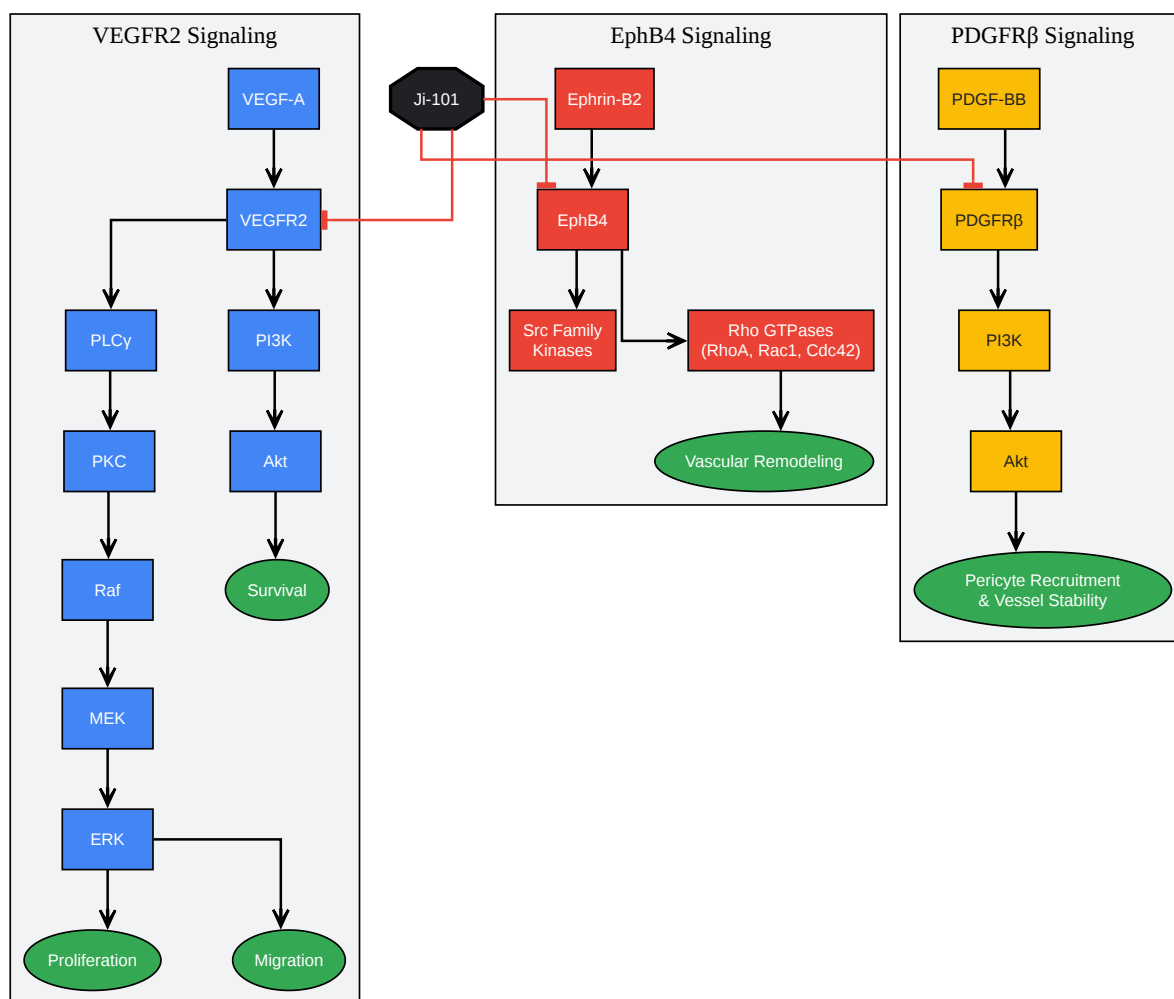 VEGFR2 Signaling
VEGF-A
VEGFR2
PLCγ
PI3K
PKC
Akt
Raf
Survival
MEK
ERK
Proliferation
Migration
Ji-101
EphB4 Signaling
Ephrin-B2
EphB4
Src Family
Kinases
Rho GTPases
(RhoA, Rac1, Cdc42)
Vascular Remodeling
PDGFRβ Signaling
PDGF-BB
PDGFRβ
PI3K
Akt
Pericyte Recruitment
& Vessel Stability